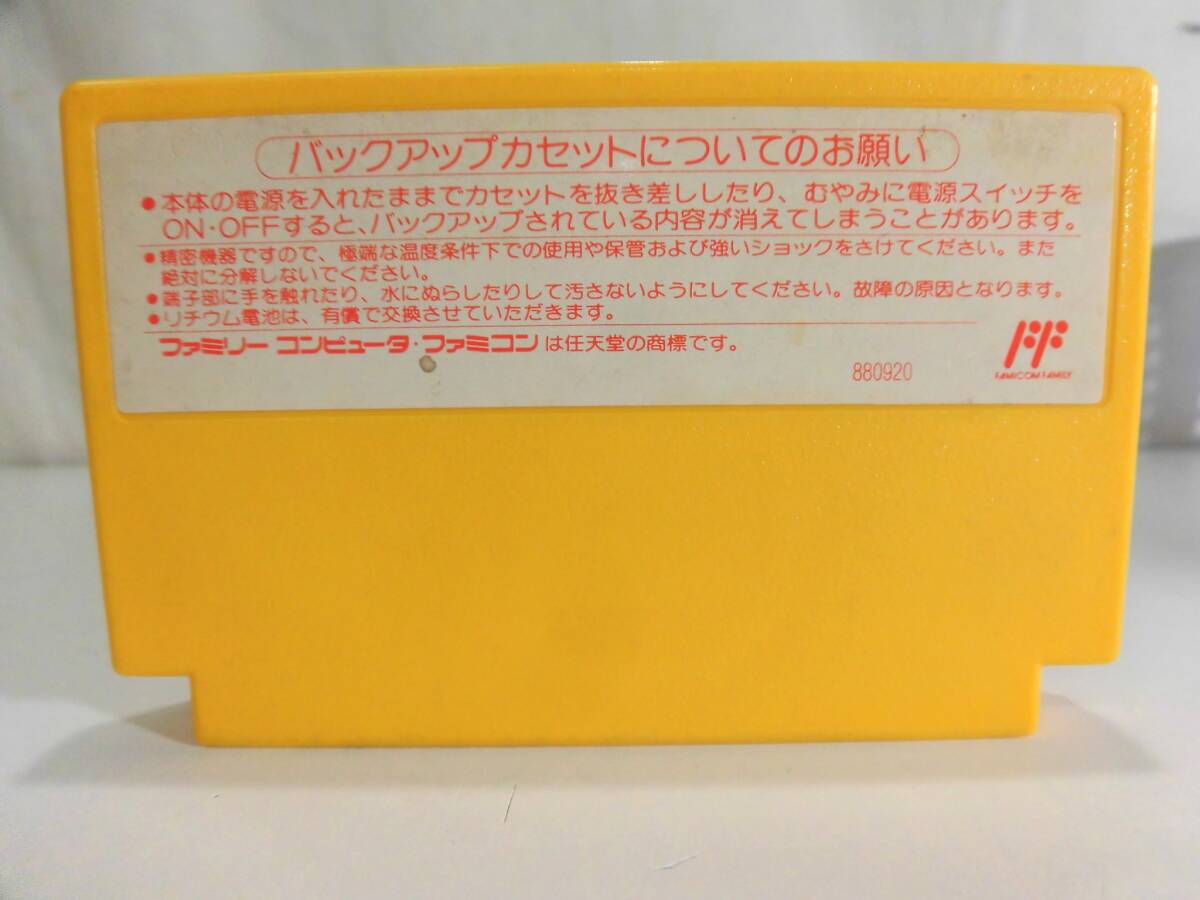 バックアップカセットについてのお願い
●本体の電源を入れたままでカセットを抜き差ししたり、むやみに電源スイッチを
ON・OFFすると、バックアップされている内容が消えてしまうことがあります。
●精密機器ですので、極端な温度条件下での使用や保管および強いショックをさけてください。また
絶対に分解しないでください。
●端子部に手を触れたり、水にぬらしたりして汚さないようにしてください。故障の原因となります。
●リチウム電池は、有償で交換させていただきます。
ファミリー コンピュータ・ファミコン は任天堂の商標です。
880920
FAMICOM FAMILY